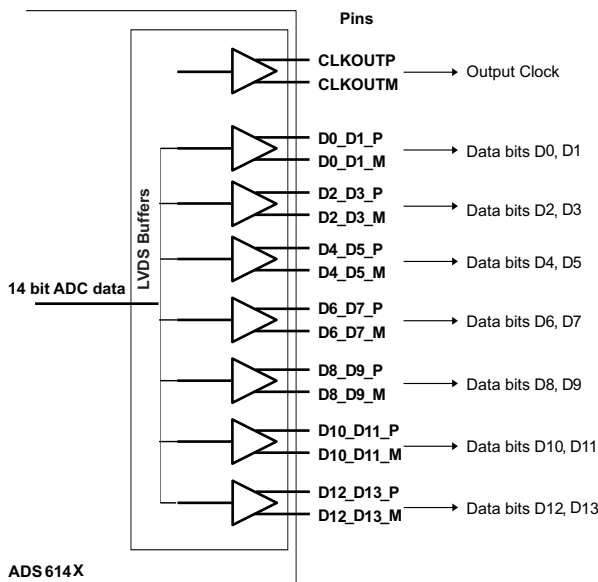 Pins
CLKOUTP
CLKOUTM
Output Clock
D0_D1_P
D0_D1_M
Data bits D0, D1
D2_D3_P
D2_D3_M
Data bits D2, D3
D4_D5_P
D4_D5_M
Data bits D4, D5
LVDS Buffers
14 bit ADC data
D6_D7_P
D6_D7_M
Data bits D6, D7
D8_D9_P
D8_D9_M
Data bits D8, D9
D10_D11_P
D10_D11_M
Data bits D10, D11
D12_D13_P
D12_D13_M
Data bits D12, D13
ADS614X